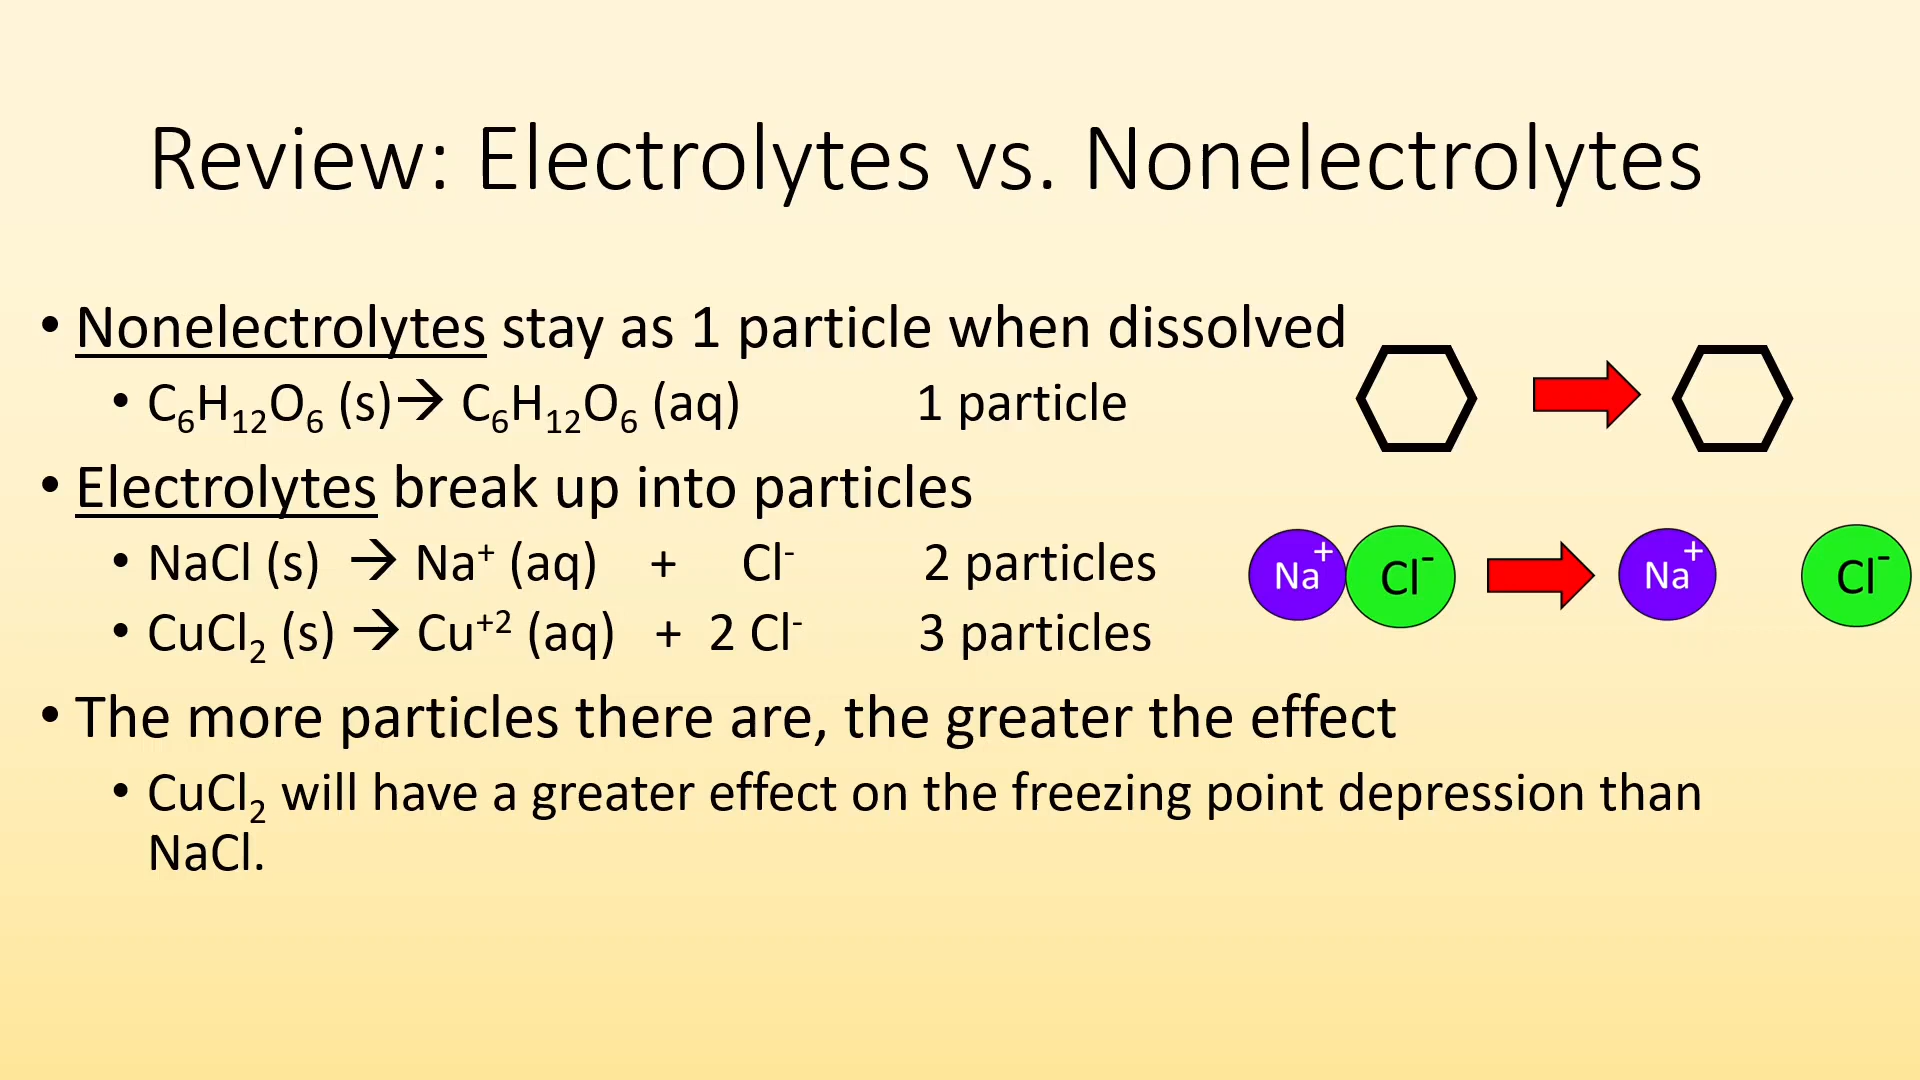 Review: Electrolytes vs. Nonelectrolytes
• Nonelectrolytes stay as 1 particle when dissolved
• C₆H₁₂O₆ (s)→ C₆H₁₂O₆ (aq) 1 particle
• Electrolytes break up into particles
• NaCl (s) → Na⁺ (aq) + Cl⁻ 2 particles
Na⁺ Cl⁻ Na⁺ Cl⁻
• CuCl₂ (s) → Cu⁺² (aq) + 2 Cl⁻ 3 particles
• The more particles there are, the greater the effect
• CuCl₂ will have a greater effect on the freezing point depression than
NaCl.